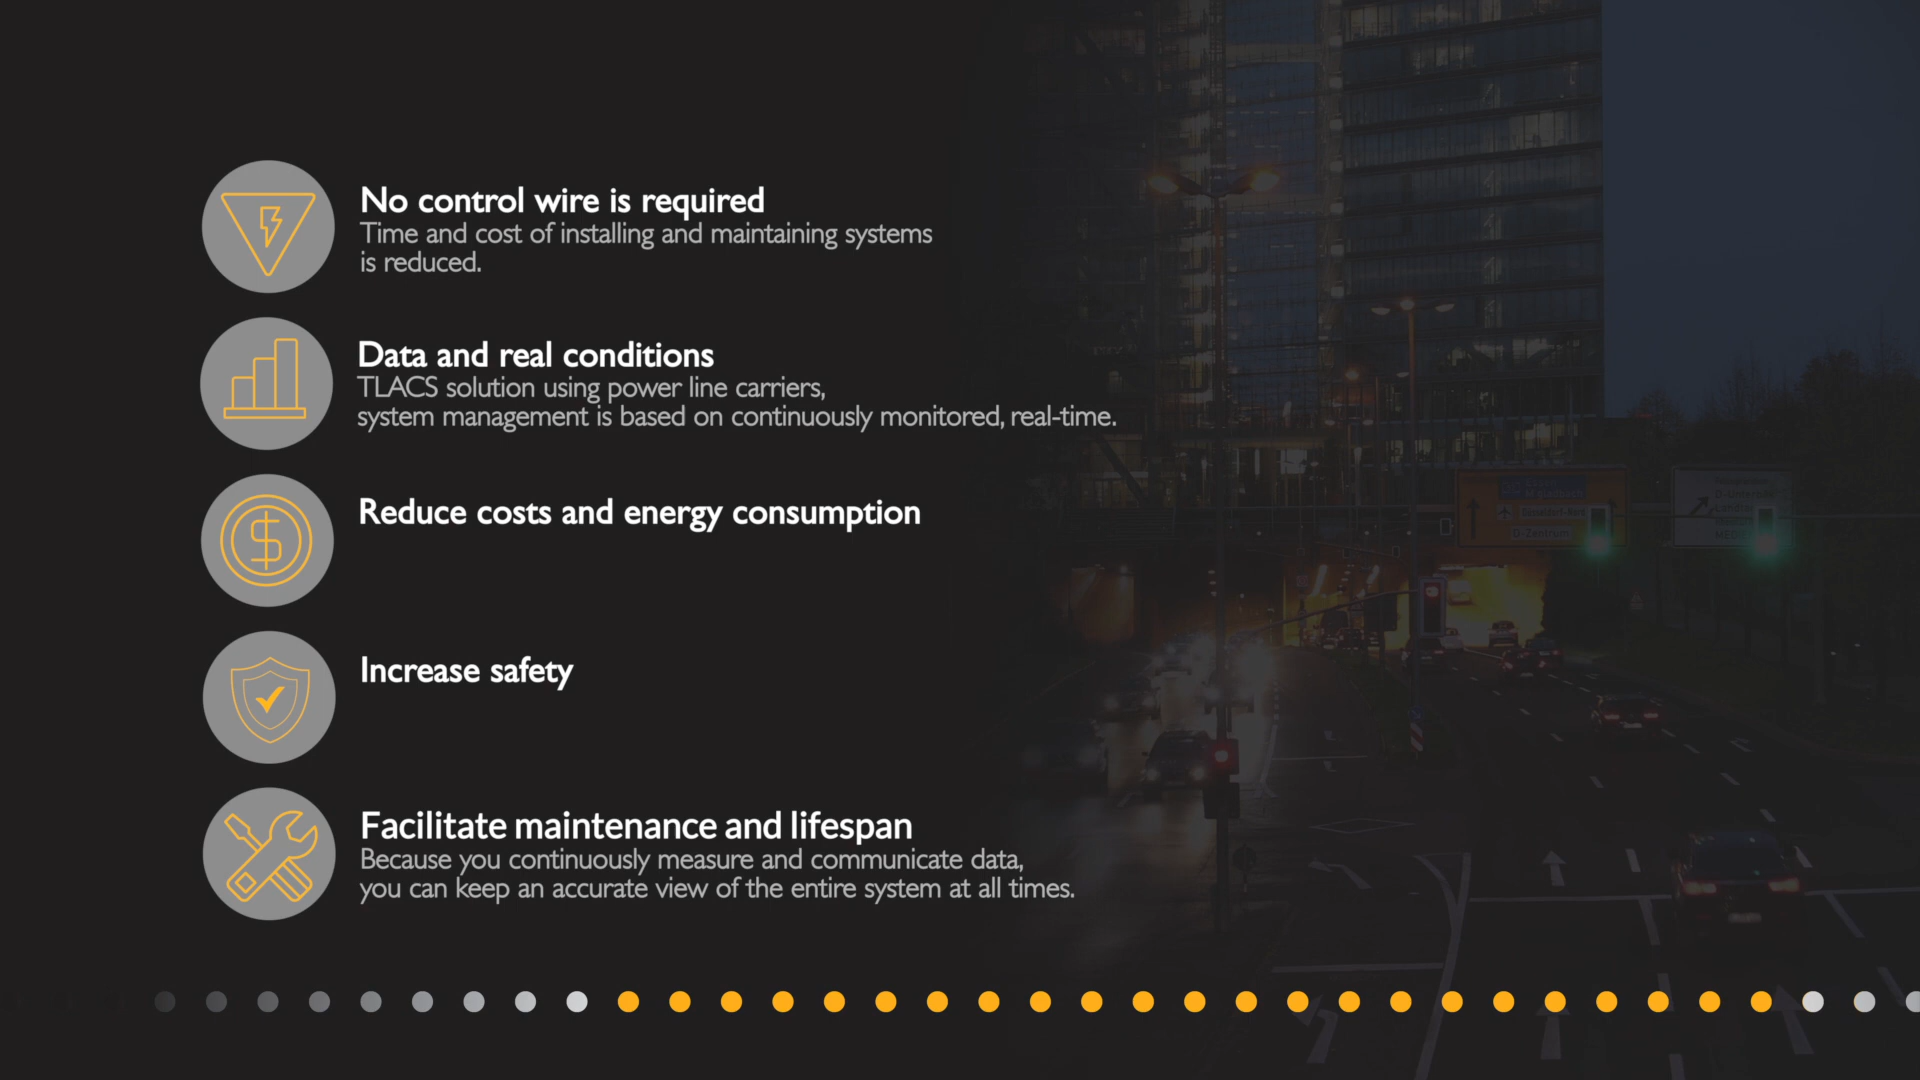 No control wire is required
Time and cost of installing and maintaining systems
is reduced.
Data and real conditions
TLACS solution using power line carriers,
system management is based on continuously monitored, real-time.
Reduce costs and energy consumption
Increase safety
Facilitate maintenance and lifespan
Because you continuously measure and communicate data,
you can keep an accurate view of the entire system at all times.
D-Zentrum